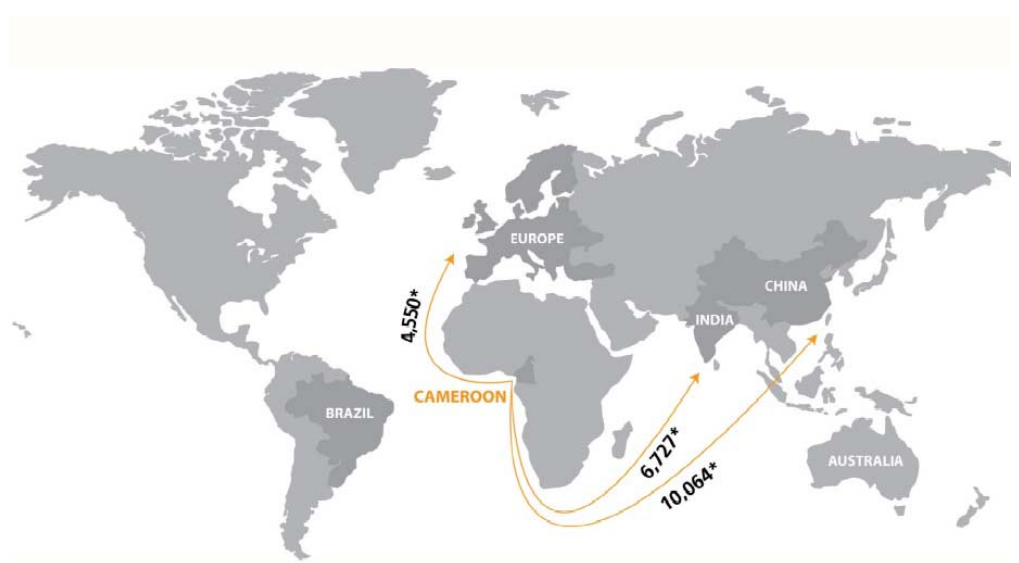 EUROPE
CHINA
4,550*
INDIA
CAMEROON
BRAZIL
6,727*
AUSTRALIA
10,064*